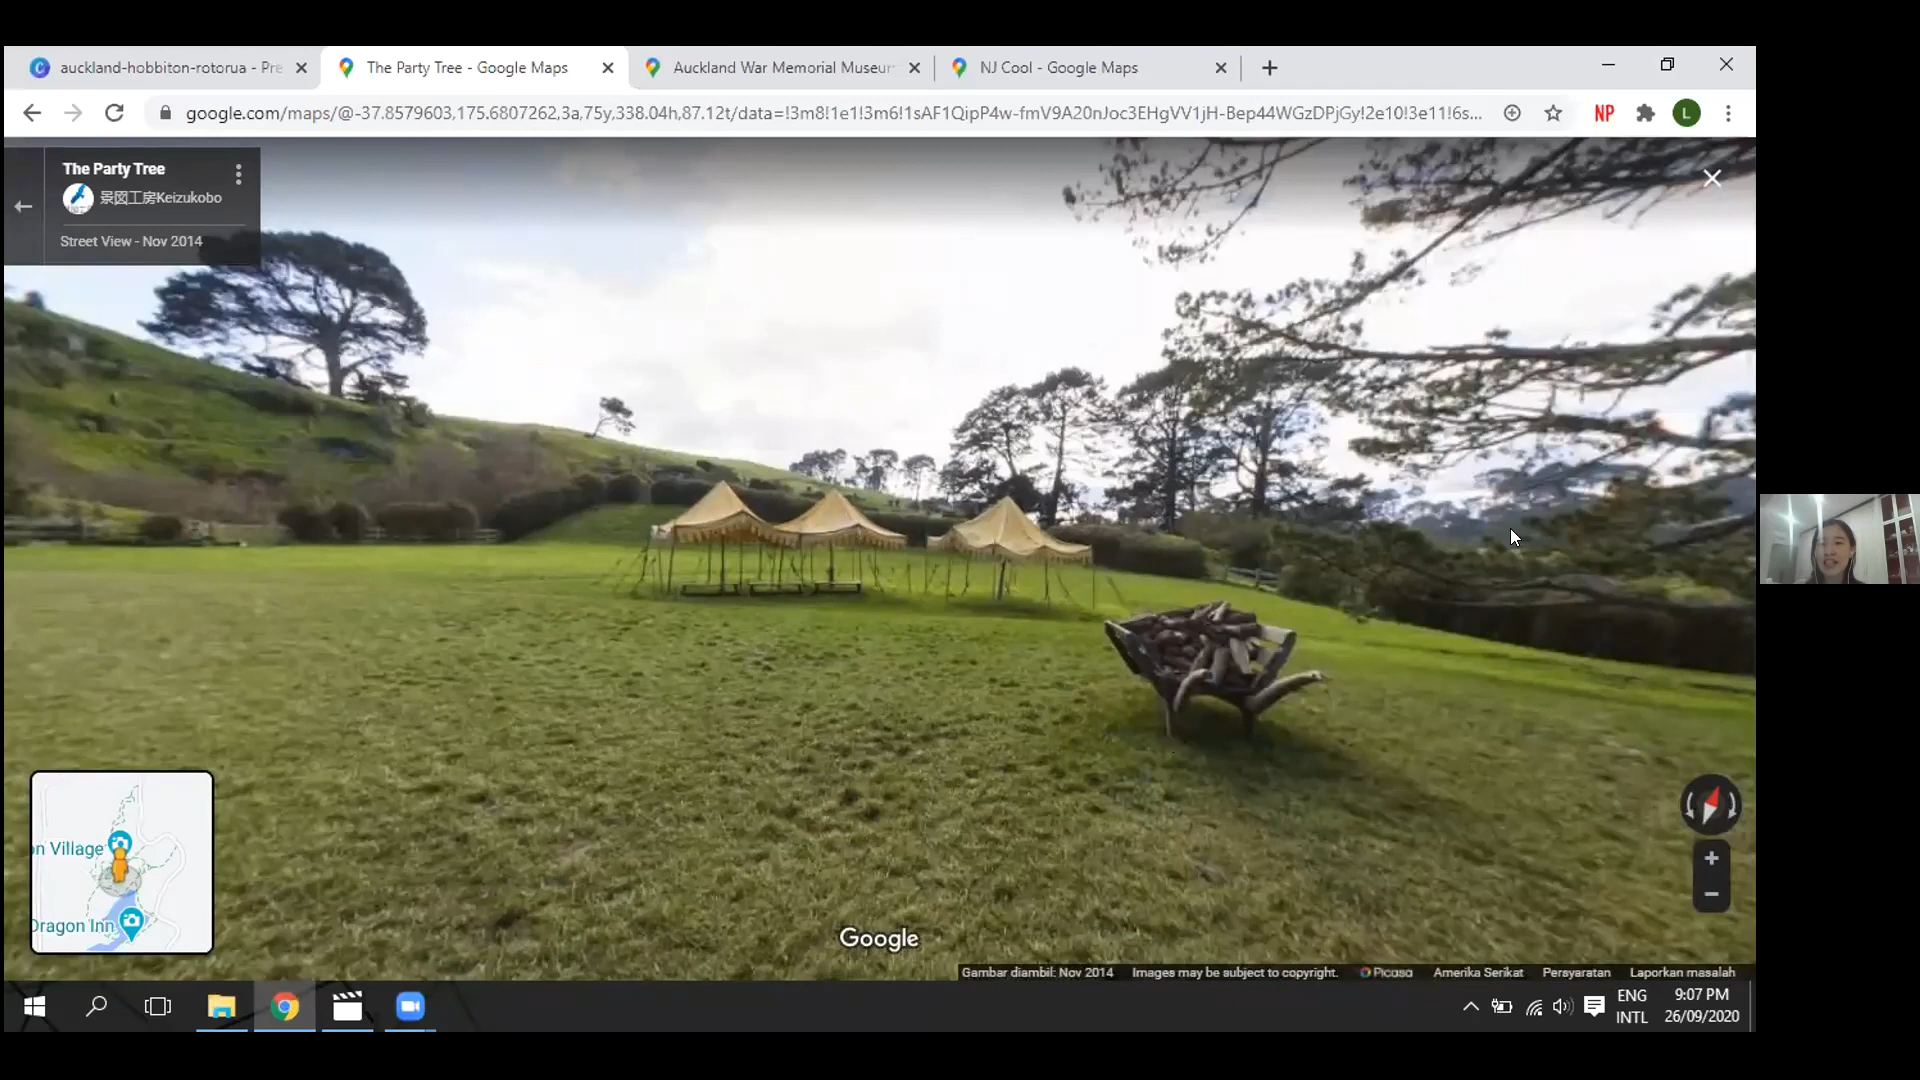 auckland-hobbiton-rotorua - Pre
The Party Tree - Google Maps
Auckland War Memorial Museum
NJ Cool - Google Maps
google.com/maps/@-37.8579603,175.6807262,3a,75y,338.04h,87.12t/data=!3m8!1e1!3m6!1sAF1QipP4w-fmV9A20nJoc3EHgVV1jH-Bep44WGzDPjGy!2e10!3e11!6s...
NP
L
The Party Tree
景図工房Keizukobo
Street View - Nov 2014
on Village
Dragon Inn
Google
Gambar diambil: Nov 2014 Images may be subject to copyright. Picasa Amerika Serikat Persyaratan Laporkan masalah
ENG
INTL
9:07 PM
26/09/2020